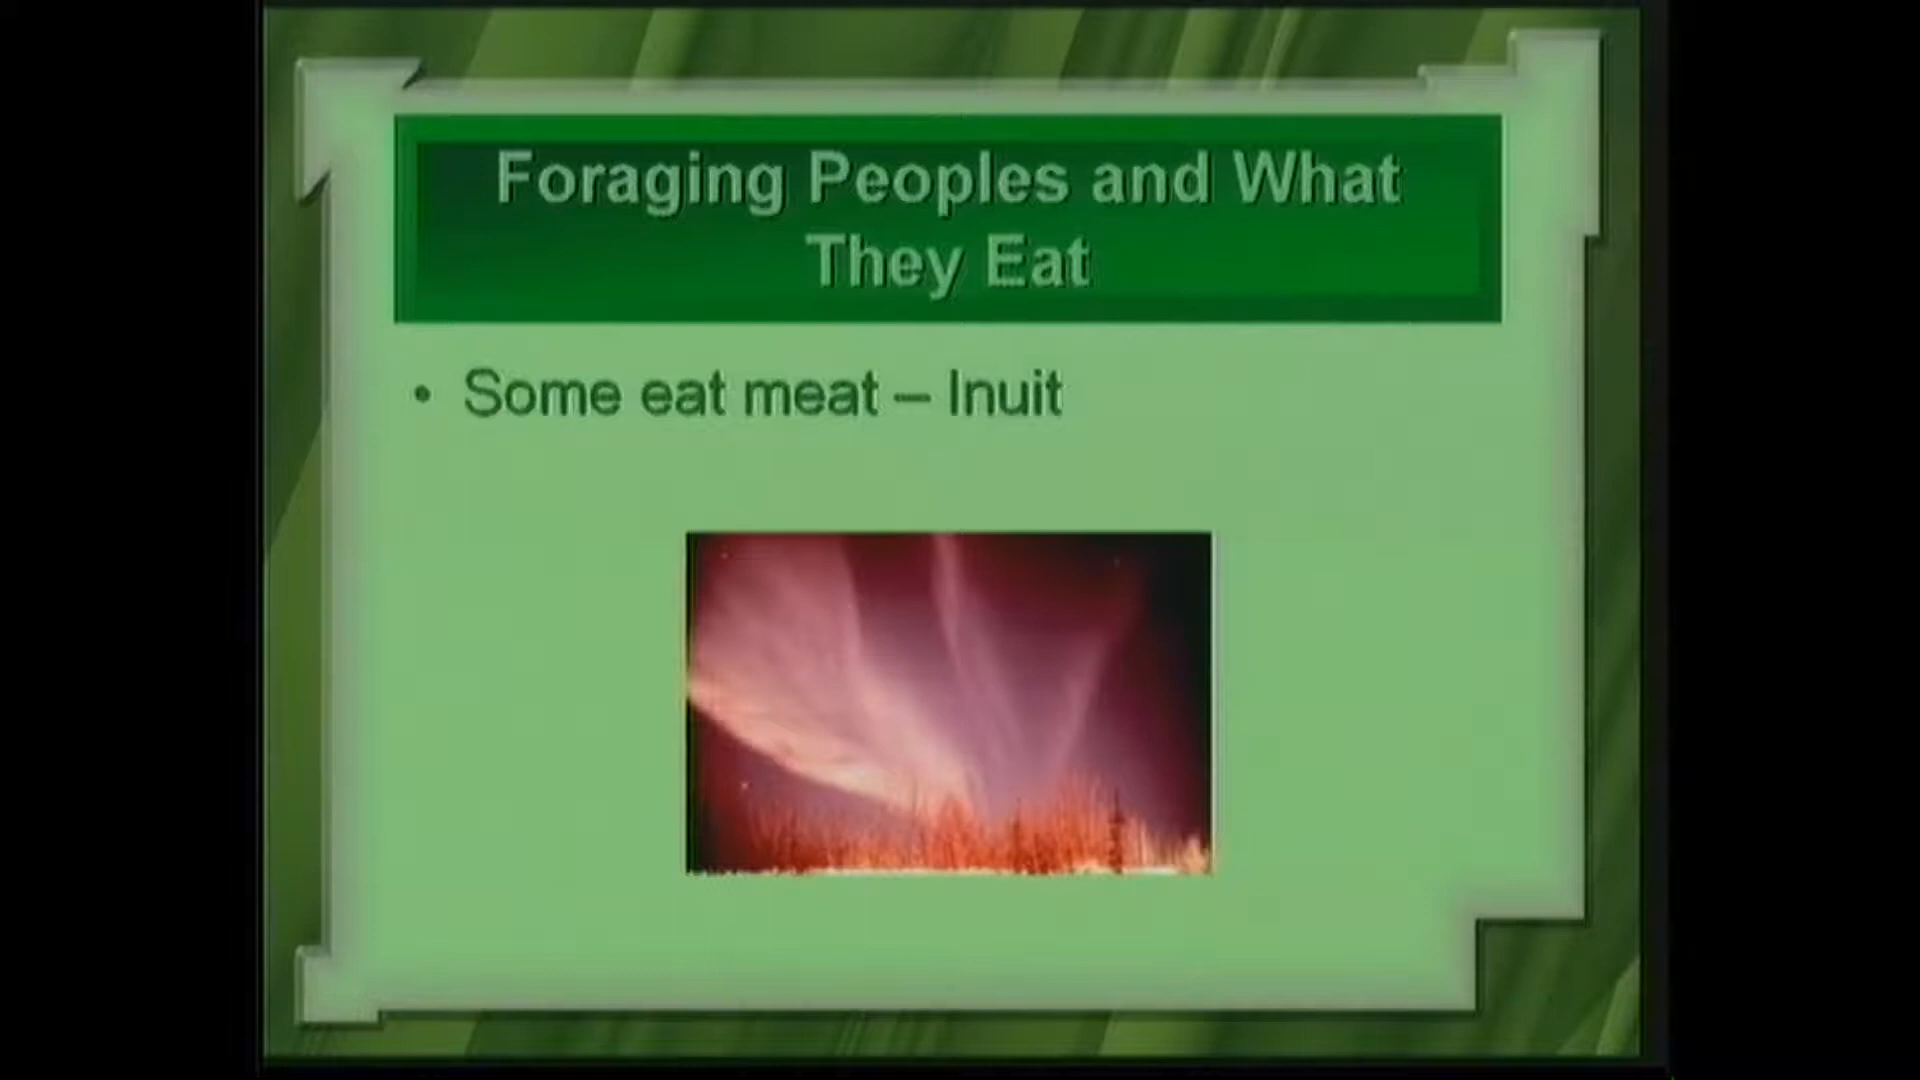 Foraging Peoples and What
They Eat
• Some eat meat – Inuit